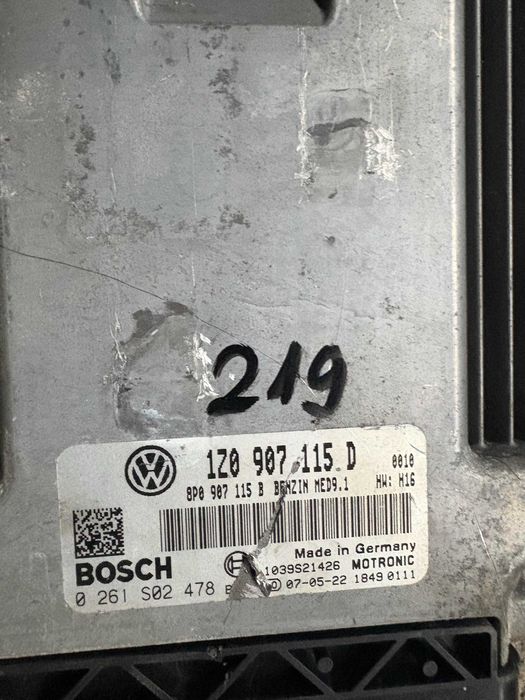 219
1Z0 907 115 D 0010
8P0 907 115 B BENZIN MED9.1 HW: H16
Made in Germany
BOSCH 1039S21426 MOTRONIC
0 261 S02 478 07-05-22 1849 0111